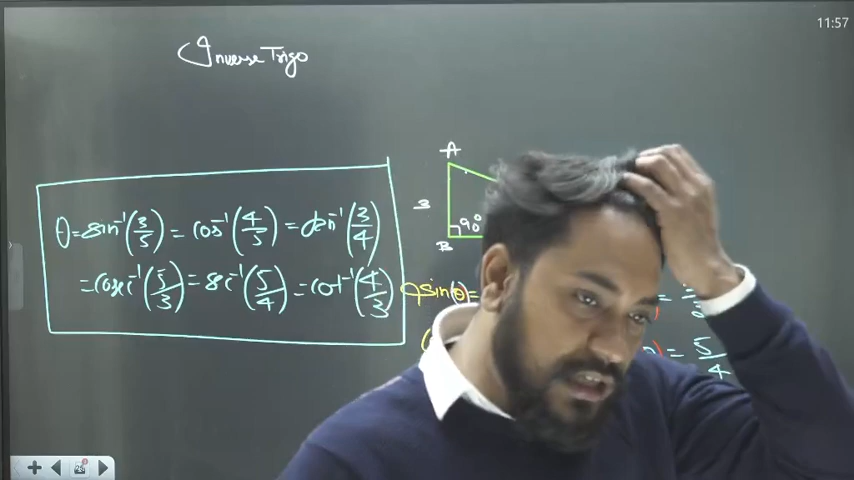 11:57
Inverse Trigo
A
3
90°
B
θ=sin⁻¹(3/5)=cos⁻¹(4/5)=tan⁻¹(3/4)
=cosec⁻¹(5/3)=sec⁻¹(5/4)=cot⁻¹(4/3)
sin(θ)=
= 5/4